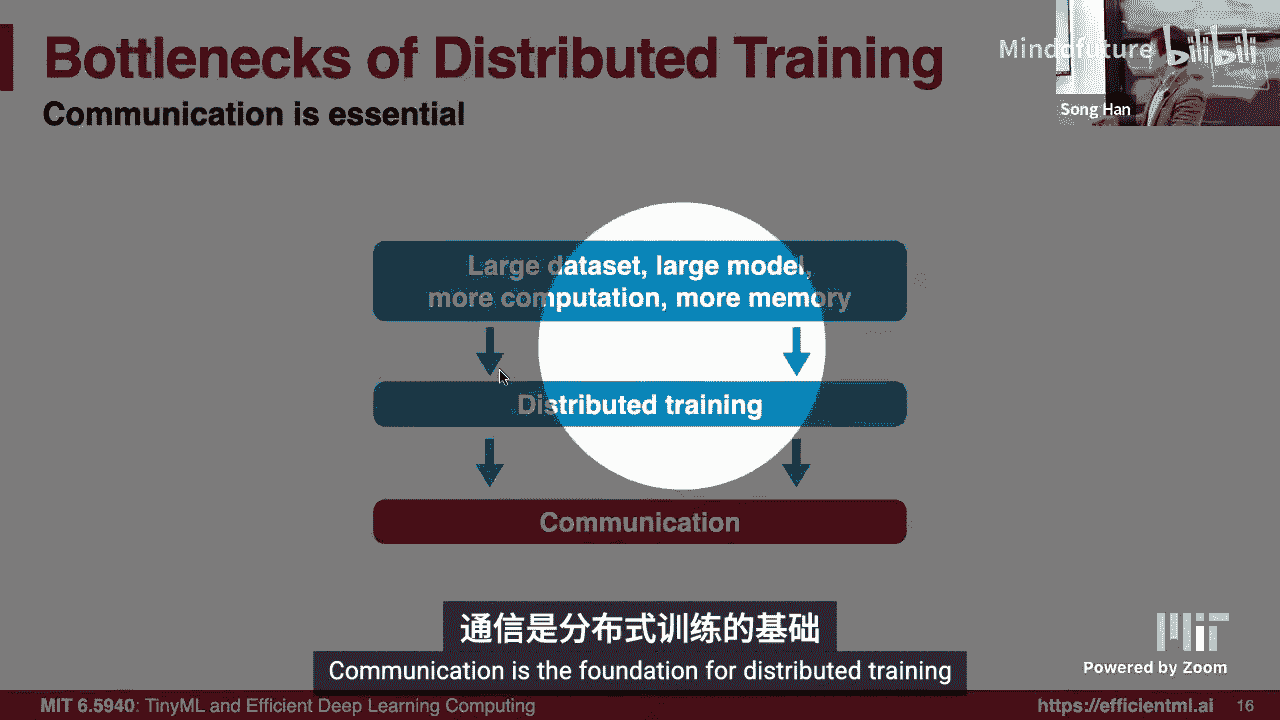 Bottlenecks of Distributed Training
Communication is essential
Mindofuture bilibili
Song Han
Large dataset, large model,
more computation, more memory
Distributed training
Communication
通信是分布式训练的基础
Communication is the foundation for distributed training
MIT
Powered by Zoom
MIT 6.5940: TinyML and Efficient Deep Learning Computing
https://efficientml.ai 16